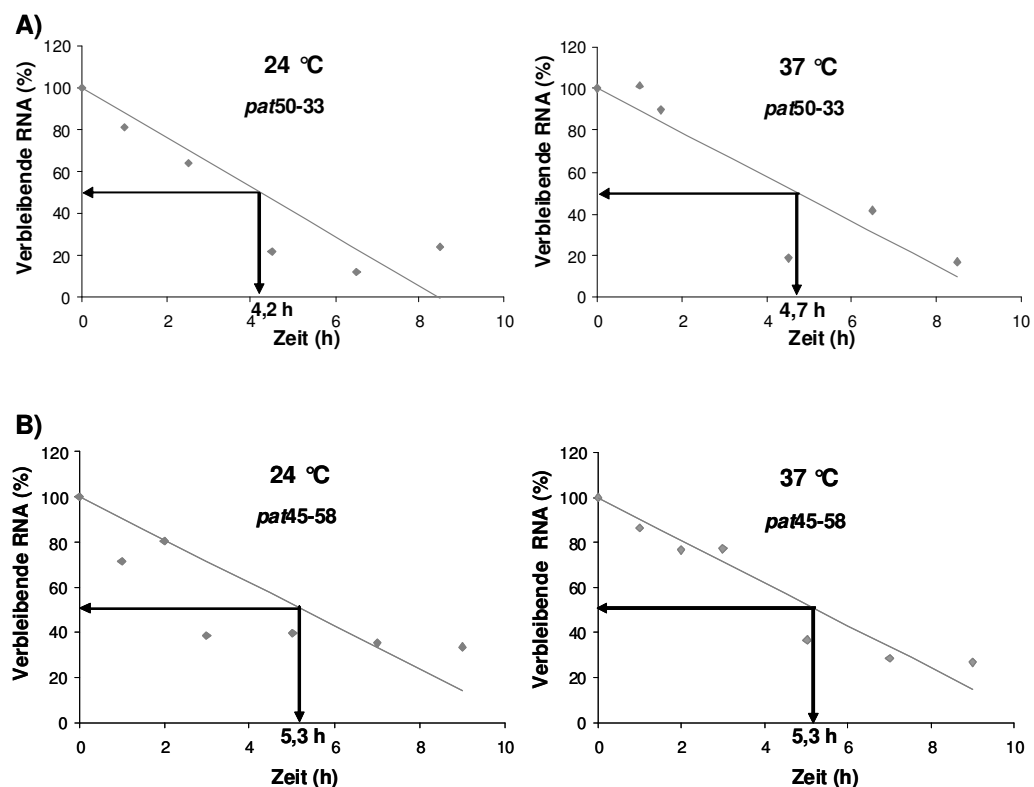 A)
Verbleibende RNA (%)
120
100
80
60
40
20
0
24 °C
pat50-33
0 2 4 6 8 10
4,2 h
Zeit (h)
Verbleibende RNA (%)
120
100
80
60
40
20
0
37 °C
pat50-33
0 2 4 6 8 10
4,7 h
Zeit (h)
B)
Verbleibende RNA (%)
120
100
80
60
40
20
0
24 °C
pat45-58
0 2 4 6 8 10
5,3 h
Zeit (h)
Verbleibende RNA (%)
120
100
80
60
40
20
0
37 °C
pat45-58
0 2 4 6 8 10
5,3 h
Zeit (h)